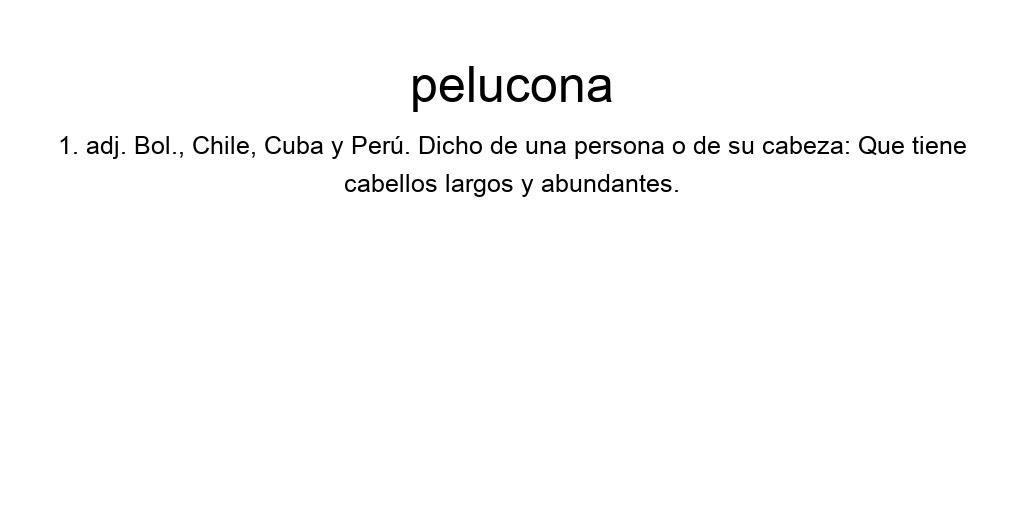 pelucona
1. adj. Bol., Chile, Cuba y Perú. Dicho de una persona o de su cabeza: Que tiene
cabellos largos y abundantes.